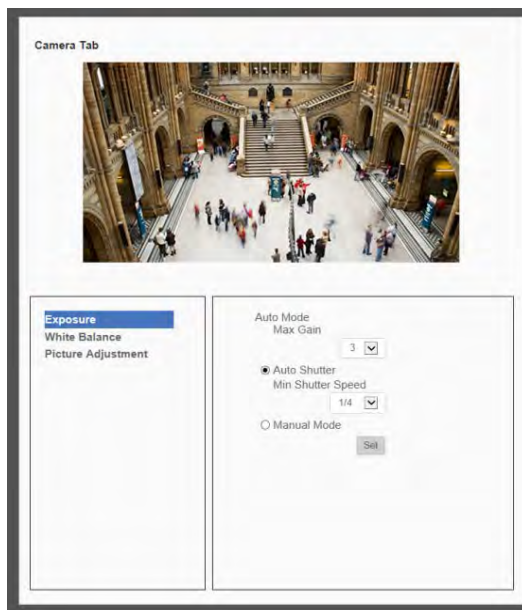 Camera Tab
Exposure
White Balance
Picture Adjustment
Auto Mode
Max Gain
3
Auto Shutter
Min Shutter Speed
1/4
Manual Mode
Set